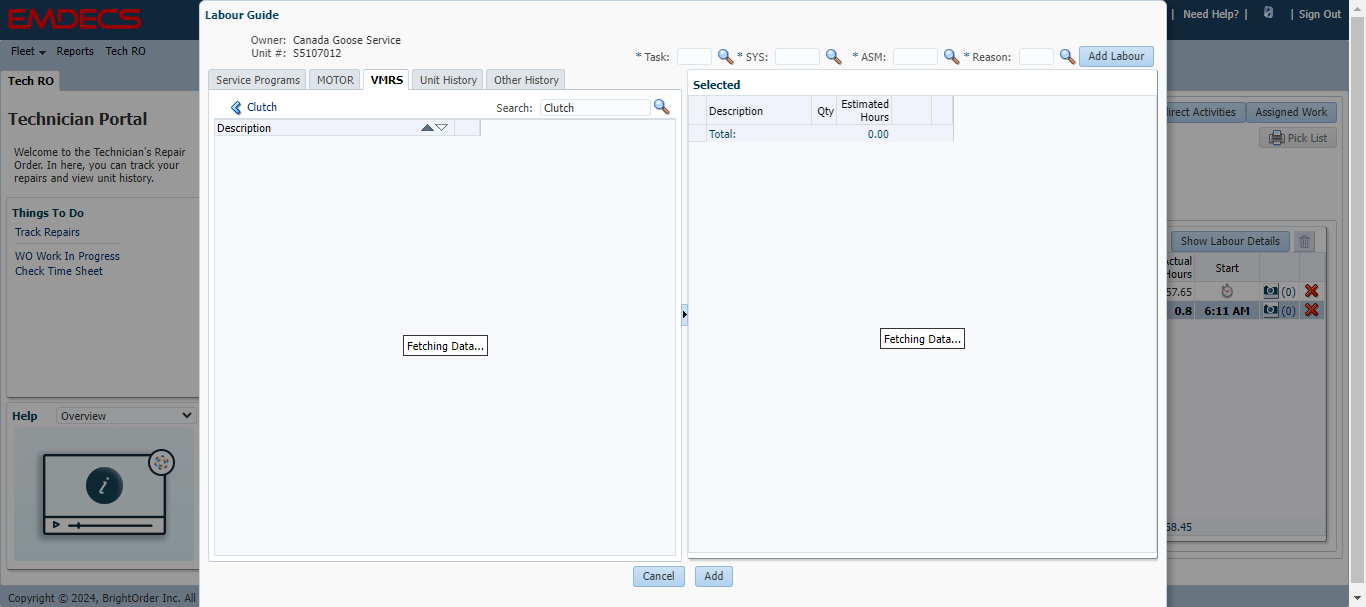 EMDECS
| Need Help? | | Sign Out
Fleet Reports Tech RO
Tech RO
Technician Portal
Welcome to the Technician's Repair
Order. In here, you can track your
repairs and view unit history.
Things To Do
Track Repairs
WO Work In Progress
Check Time Sheet
Help Overview
i
Copyright © 2024, BrightOrder Inc. All
Labour Guide
Owner: Canada Goose Service
Unit #: S5107012
* Task: * SYS: * ASM: * Reason: Add Labour
Service Programs MOTOR VMRS Unit History Other History
Clutch Search: Clutch
Description
Fetching Data...
Selected
Description Qty Estimated
Hours
Total: 0.00
Fetching Data...
Cancel Add
irect Activities Assigned Work
Pick List
Show Labour Details
ctual
Hours Start
57.65 (0)
0.8 6:11 AM (0)
58.45